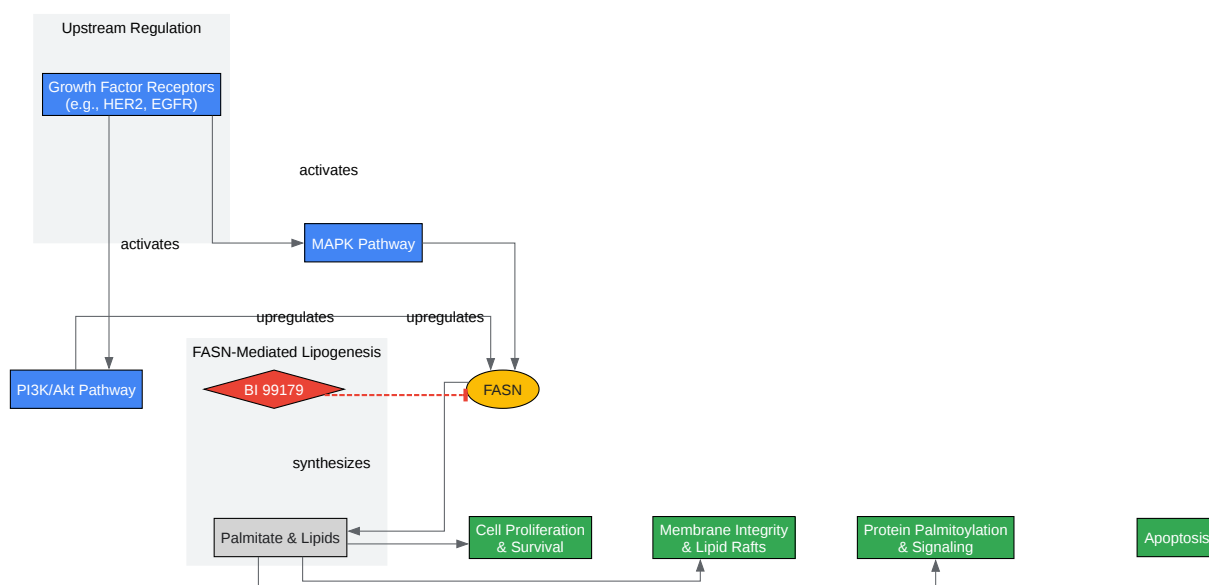 Upstream Regulation
Growth Factor Receptors
(e.g., HER2, EGFR)
activates
activates
MAPK Pathway
upregulates
upregulates
FASN-Mediated Lipogenesis
PI3K/Akt Pathway
BI 99179
FASN
synthesizes
Palmitate & Lipids
Cell Proliferation
& Survival
Membrane Integrity
& Lipid Rafts
Protein Palmitoylation
& Signaling
Apoptosis